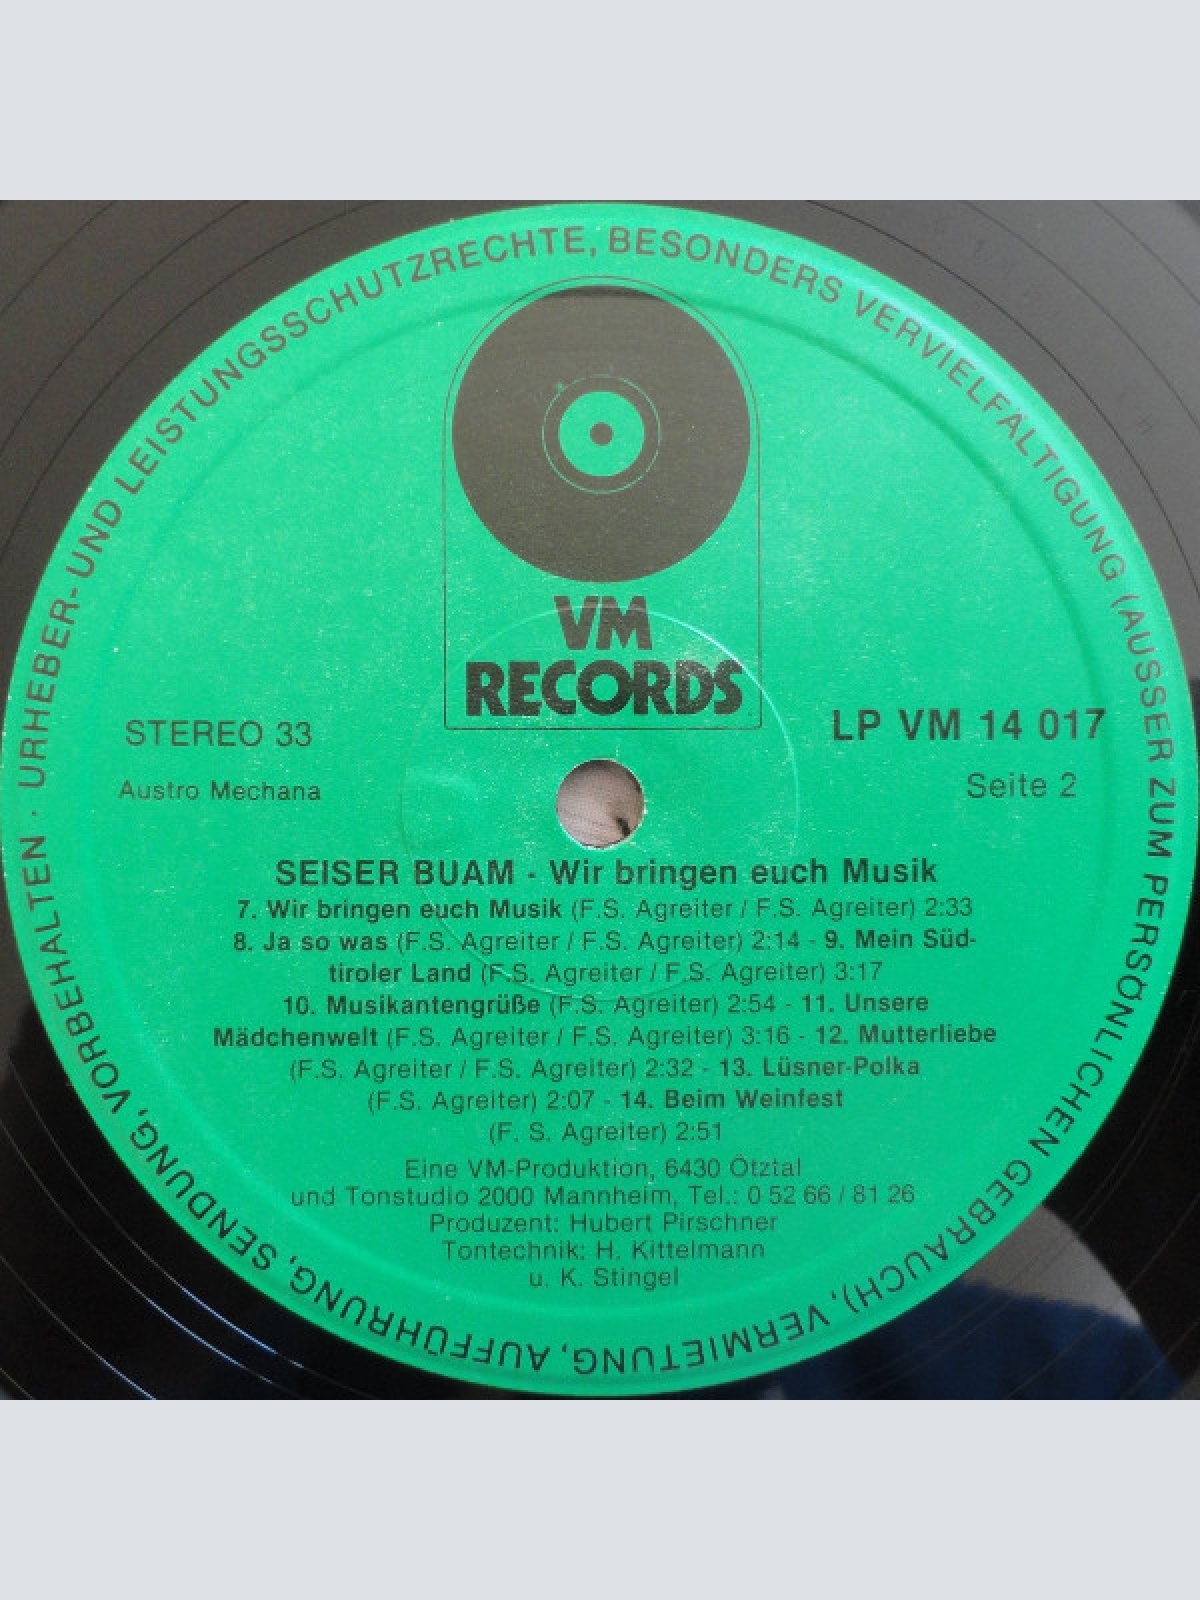 URHEBER- UND LEISTUNGSSCHUTZRECHTE, BESONDERS VERVIELFÄLTIGUNG (AUSSER ZUM PERSÖNLICHEN GEBRAUCH), VERMIETUNG, AUFFÜHRUNG, SENDUNG, VORBEHALTEN ·
VM
RECORDS
STEREO 33
LP VM 14 017
Austro Mechana
Seite 2
SEISER BUAM - Wir bringen euch Musik
7. Wir bringen euch Musik (F.S. Agreiter / F.S. Agreiter) 2:33
8. Ja so was (F.S. Agreiter / F.S. Agreiter) 2:14 - 9. Mein Süd-
tiroler Land (F.S. Agreiter / F.S. Agreiter) 3:17
10. Musikantengrüße (F.S. Agreiter) 2:54 - 11. Unsere
Mädchenwelt (F.S. Agreiter / F.S. Agreiter) 3:16 - 12. Mutterliebe
(F.S. Agreiter / F.S. Agreiter) 2:32 - 13. Lüsner-Polka
(F.S. Agreiter) 2:07 - 14. Beim Weinfest
(F. S. Agreiter) 2:51
Eine VM-Produktion, 6430 Ötztal
und Tonstudio 2000 Mannheim, Tel.: 0 52 66 / 81 26
Produzent: Hubert Pirschner
Tontechnik: H. Kittelmann
u. K. Stingel